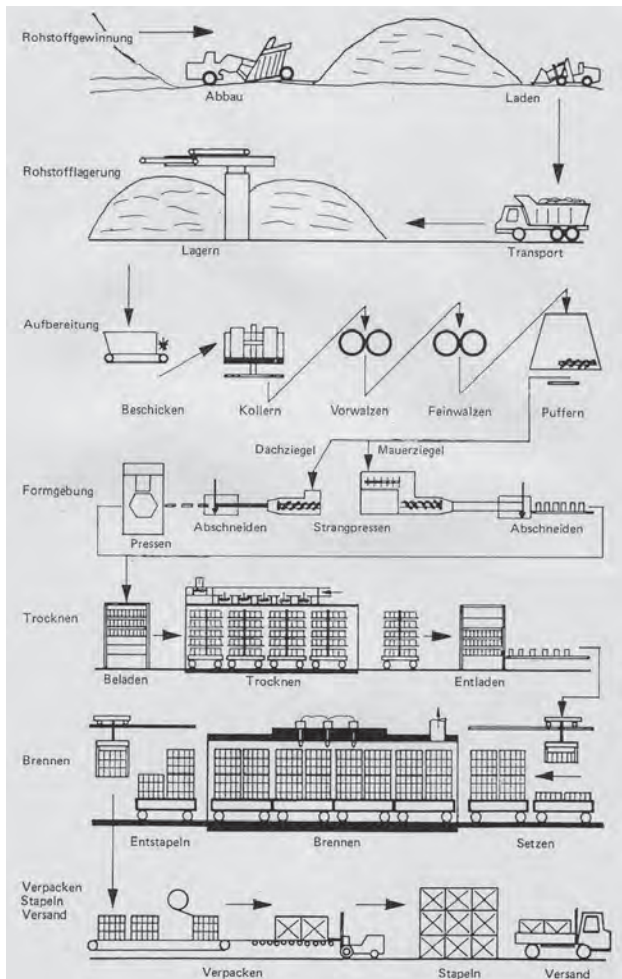 Rohstoffgewinnung
Abbau
Laden
Rohstofflagerung
Lagern
Transport
Aufbereitung
Beschicken
Kollern
Vorwalzen
Feinwalzen
Puffern
Dachziegel
Mauerziegel
Formgebung
Abschneiden
Strangpressen
Abschneiden
Pressen
Trocknen
Beladen
Trocknen
Entladen
Brennen
Entstapeln
Brennen
Setzen
Verpacken
Stapeln
Versand
Verpacken
Stapeln
Versand